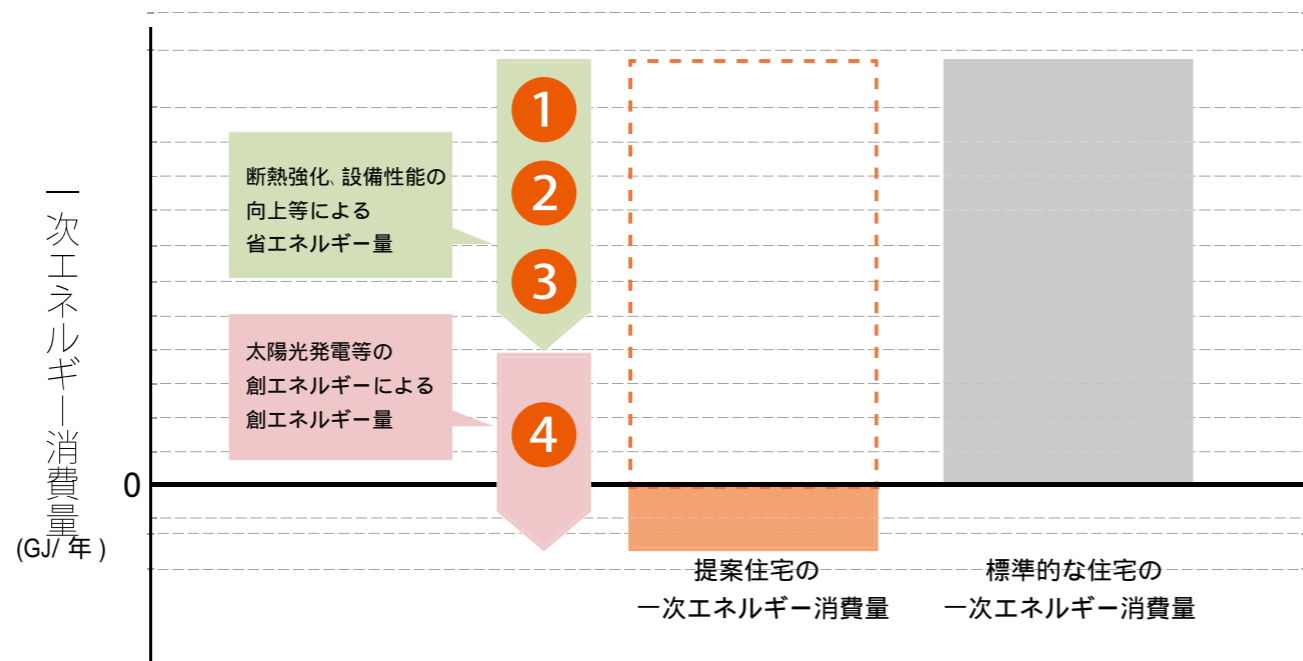 一次エネルギー消費量
(GJ/年)
断熱強化、設備性能の
向上等による
省エネルギー量
太陽光発電等の
創エネルギーによる
創エネルギー量
1
2
3
4
0
提案住宅の
一次エネルギー消費量
標準的な住宅の
一次エネルギー消費量